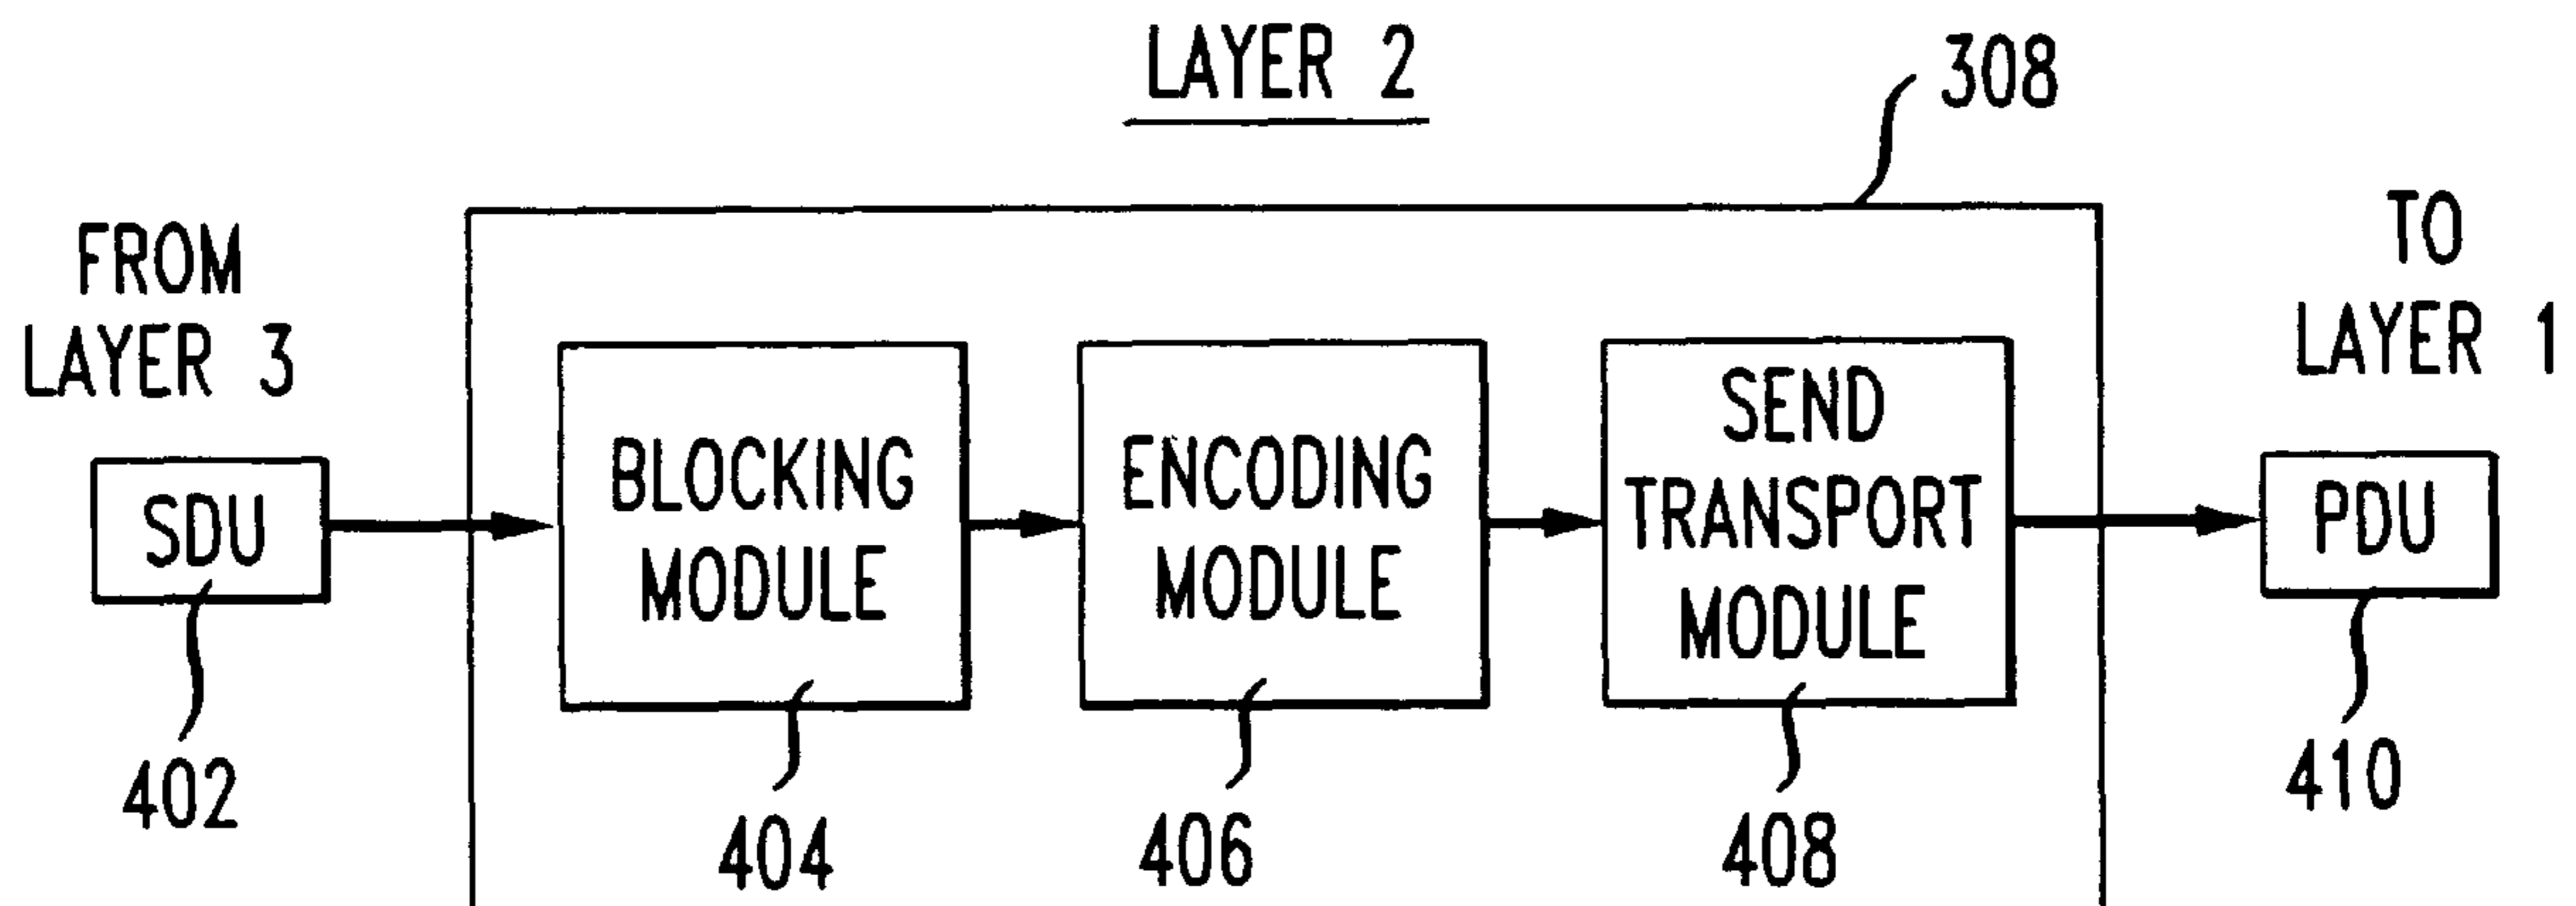 LAYER 2
308
FROM
LAYER 3
TO
LAYER 1
SDU
BLOCKING
MODULE
ENCODING
MODULE
SEND
TRANSPORT
MODULE
PDU
402
404
406
408
410